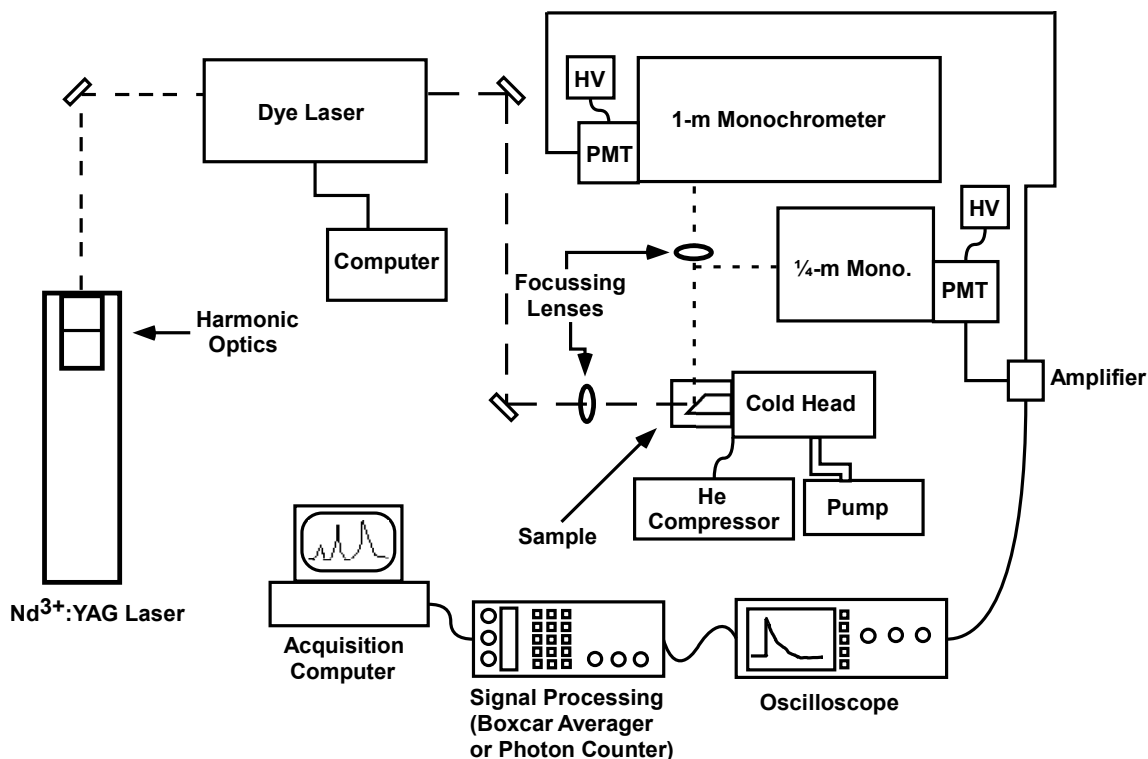 HV
Dye Laser
1-m Monochrometer
PMT
HV
Computer
Focussing
Lenses
¼-m Mono.
PMT
Harmonic
Optics
Amplifier
Cold Head
He
Compressor
Pump
Sample
Nd3+:YAG Laser
Acquisition
Computer
Signal Processing
(Boxcar Averager
or Photon Counter)
Oscilloscope